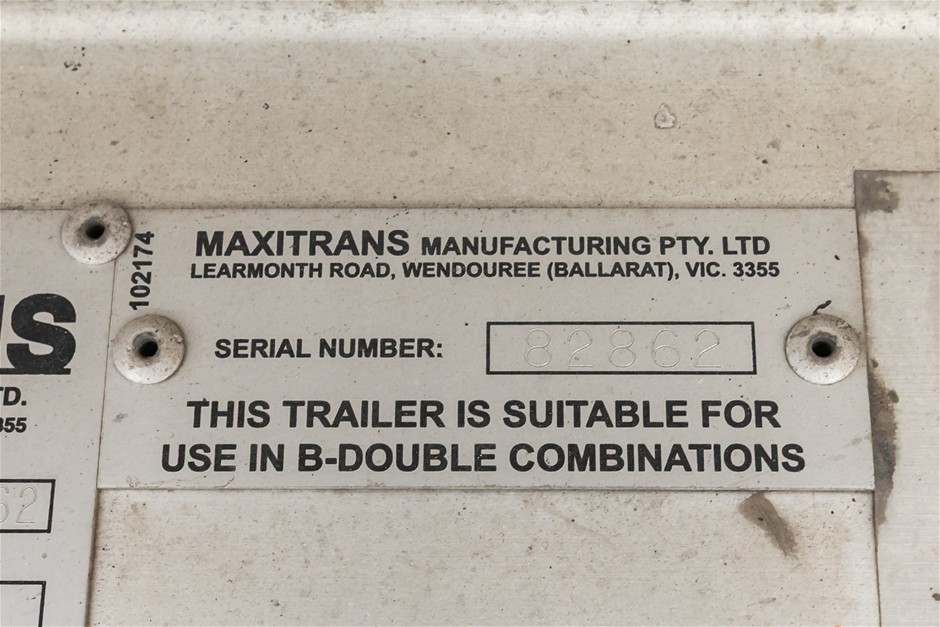 102174
MAXITRANS MANUFACTURING PTY. LTD
LEARMONTH ROAD, WENDOUREE (BALLARAT), VIC. 3355
SERIAL NUMBER: 82862
THIS TRAILER IS SUITABLE FOR
USE IN B-DOUBLE COMBINATIONS